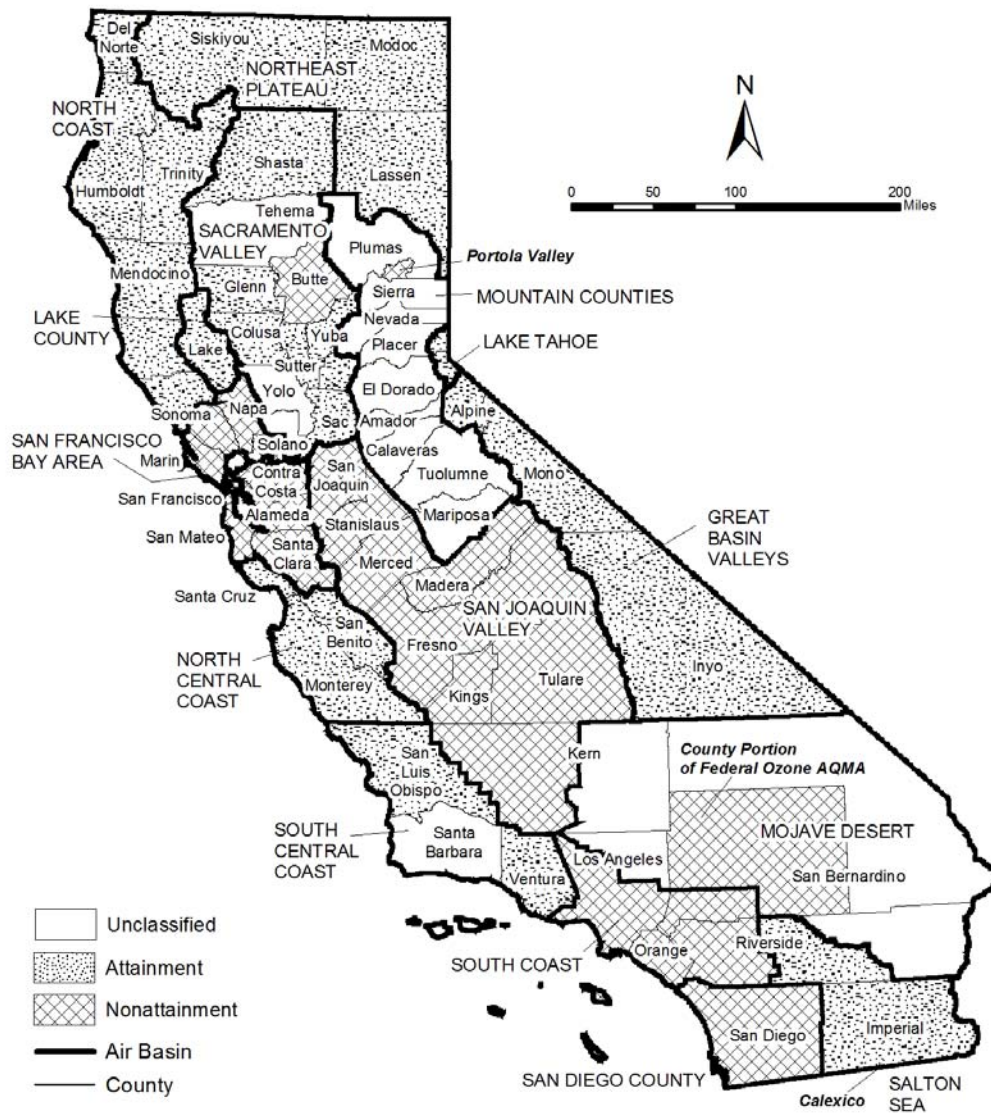 Del
Norte
Siskiyou
Modoc
NORTHEAST
PLATEAU
NORTH
COAST
N
Shasta
Trinity
Humboldt
Lassen
0 50 100 200
Miles
Tehema
SACRAMENTO
VALLEY
Plumas
Portola Valley
Mendocino
Butte
Glenn
Sierra
MOUNTAIN COUNTIES
LAKE
COUNTY
Nevada
Colusa
Yuba
Placer
LAKE TAHOE
Lake
Sutter
Yolo
El Dorado
Sonoma
Napa
Sac
Alpine
Amador
SAN FRANCISCO
BAY AREA
Solano
Marin
Calaveras
Contra
Costa
San
Joaquin
Tuolumne
Mono
San Francisco
Alameda
Stanislaus
Mariposa
GREAT
BASIN
VALLEYS
San Mateo
Santa
Clara
Merced
Madera
Santa Cruz
SAN JOAQUIN
VALLEY
San
Benito
NORTH
CENTRAL
COAST
Fresno
Inyo
Monterey
Kings
Tulare
San
Luis
Obispo
Kern
County Portion
of Federal Ozone AQMA
SOUTH
CENTRAL
COAST
Santa
Barbara
MOJAVE DESERT
Los Angeles
San Bernardino
Ventura
Unclassified
Orange
Riverside
Attainment
SOUTH COAST
Nonattainment
San Diego
Imperial
Air Basin
SAN DIEGO COUNTY
County
Calexico
SALTON
SEA